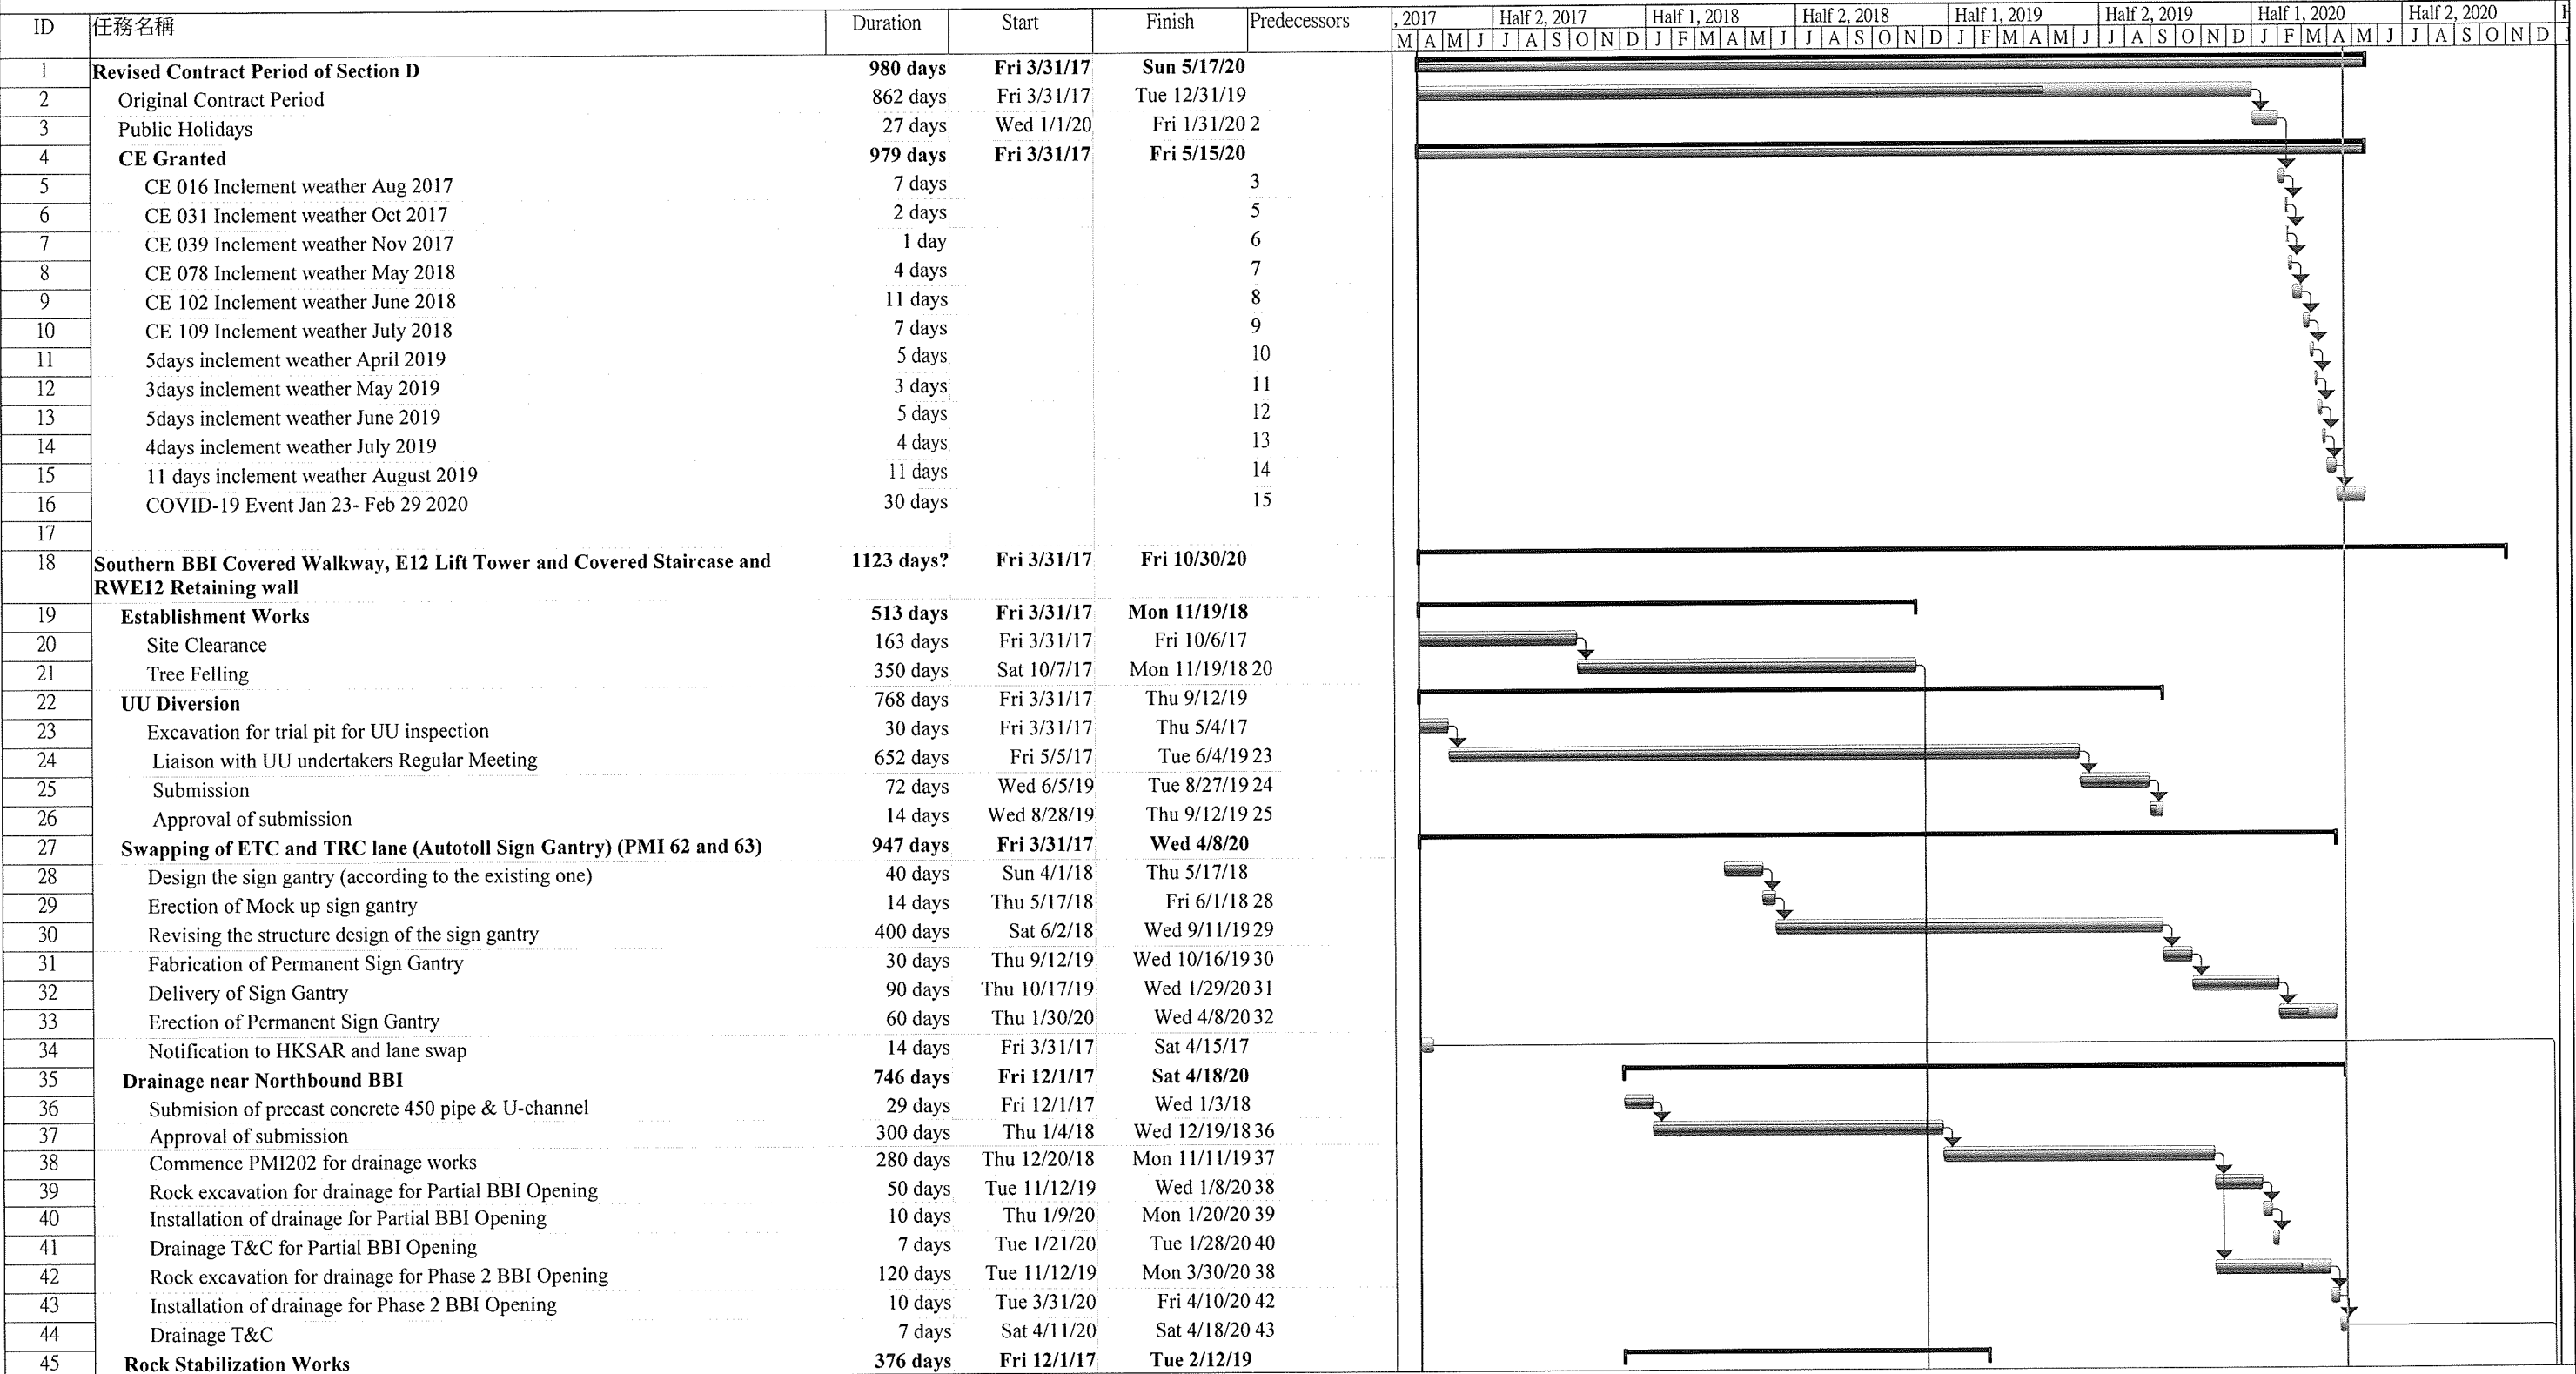 ID 任務名稱 Duration Start Finish Predecessors , 2017 Half 2, 2017 Half 1, 2018 Half 2, 2018 Half 1, 2019 Half 2, 2019 Half 1, 2020 Half 2, 2020 H
M A M J J A S O N D J F M A M J J A S O N D J F M A M J J A S O N D J F M A M J J A S O N D J
1 Revised Contract Period of Section D 980 days Fri 3/31/17 Sun 5/17/20
2 Original Contract Period 862 days Fri 3/31/17 Tue 12/31/19
3 Public Holidays 27 days Wed 1/1/20 Fri 1/31/20 2
4 CE Granted 979 days Fri 3/31/17 Fri 5/15/20
5 CE 016 Inclement weather Aug 2017 7 days 3
6 CE 031 Inclement weather Oct 2017 2 days 5
7 CE 039 Inclement weather Nov 2017 1 day 6
8 CE 078 Inclement weather May 2018 4 days 7
9 CE 102 Inclement weather June 2018 11 days 8
10 CE 109 Inclement weather July 2018 7 days 9
11 5days inclement weather April 2019 5 days 10
12 3days inclement weather May 2019 3 days 11
13 5days inclement weather June 2019 5 days 12
14 4days inclement weather July 2019 4 days 13
15 11 days inclement weather August 2019 11 days 14
16 COVID-19 Event Jan 23- Feb 29 2020 30 days 15
17
18 Southern BBI Covered Walkway, E12 Lift Tower and Covered Staircase and 1123 days? Fri 3/31/17 Fri 10/30/20
RWE12 Retaining wall
19 Establishment Works 513 days Fri 3/31/17 Mon 11/19/18
20 Site Clearance 163 days Fri 3/31/17 Fri 10/6/17
21 Tree Felling 350 days Sat 10/7/17 Mon 11/19/18 20
22 UU Diversion 768 days Fri 3/31/17 Thu 9/12/19
23 Excavation for trial pit for UU inspection 30 days Fri 3/31/17 Thu 5/4/17
24 Liaison with UU undertakers Regular Meeting 652 days Fri 5/5/17 Tue 6/4/19 23
25 Submission 72 days Wed 6/5/19 Tue 8/27/19 24
26 Approval of submission 14 days Wed 8/28/19 Thu 9/12/19 25
27 Swapping of ETC and TRC lane (Autotoll Sign Gantry) (PMI 62 and 63) 947 days Fri 3/31/17 Wed 4/8/20
28 Design the sign gantry (according to the existing one) 40 days Sun 4/1/18 Thu 5/17/18
29 Erection of Mock up sign gantry 14 days Thu 5/17/18 Fri 6/1/18 28
30 Revising the structure design of the sign gantry 400 days Sat 6/2/18 Wed 9/11/19 29
31 Fabrication of Permanent Sign Gantry 30 days Thu 9/12/19 Wed 10/16/19 30
32 Delivery of Sign Gantry 90 days Thu 10/17/19 Wed 1/29/20 31
33 Erection of Permanent Sign Gantry 60 days Thu 1/30/20 Wed 4/8/20 32
34 Notification to HKSAR and lane swap 14 days Fri 3/31/17 Sat 4/15/17
35 Drainage near Northbound BBI 746 days Fri 12/1/17 Sat 4/18/20
36 Submision of precast concrete 450 pipe & U-channel 29 days Fri 12/1/17 Wed 1/3/18
37 Approval of submission 300 days Thu 1/4/18 Wed 12/19/18 36
38 Commence PMI202 for drainage works 280 days Thu 12/20/18 Mon 11/11/19 37
39 Rock excavation for drainage for Partial BBI Opening 50 days Tue 11/12/19 Wed 1/8/20 38
40 Installation of drainage for Partial BBI Opening 10 days Thu 1/9/20 Mon 1/20/20 39
41 Drainage T&C for Partial BBI Opening 7 days Tue 1/21/20 Tue 1/28/20 40
42 Rock excavation for drainage for Phase 2 BBI Opening 120 days Tue 11/12/19 Mon 3/30/20 38
43 Installation of drainage for Phase 2 BBI Opening 10 days Tue 3/31/20 Fri 4/10/20 42
44 Drainage T&C 7 days Sat 4/11/20 Sat 4/18/20 43
45 Rock Stabilization Works 376 days Fri 12/1/17 Tue 2/12/19